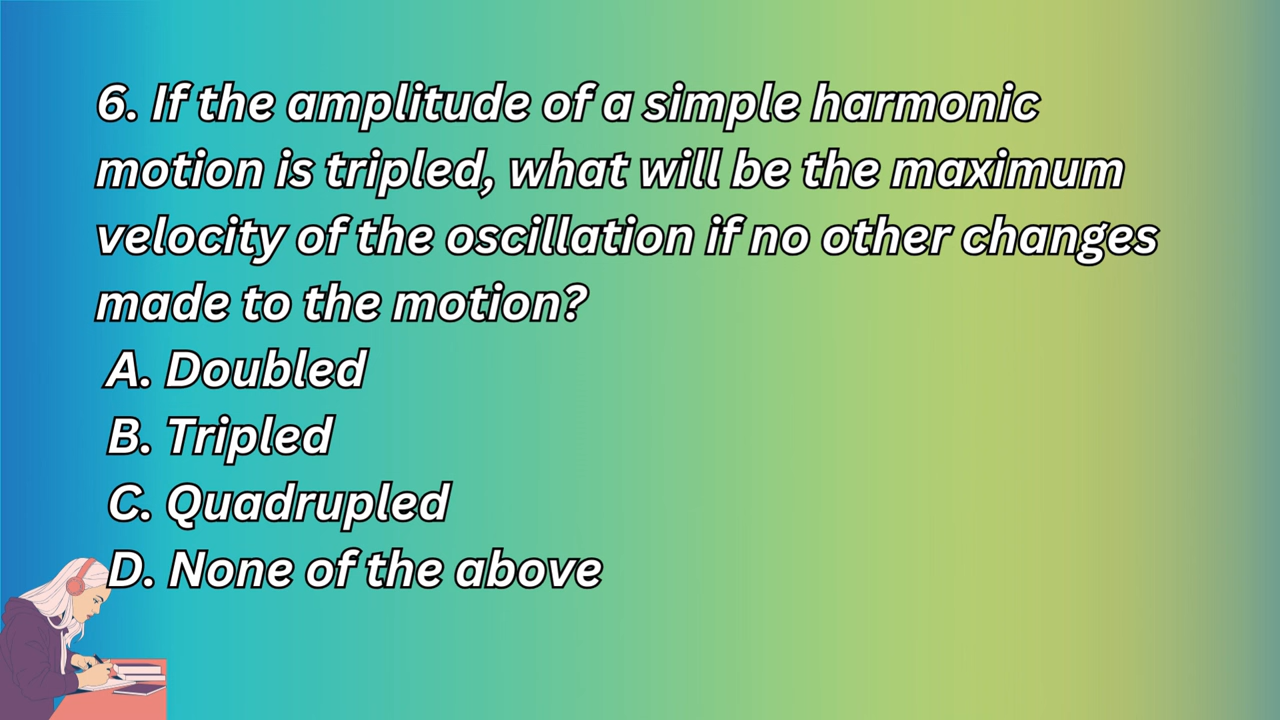 6. If the amplitude of a simple harmonic
motion is tripled, what will be the maximum
velocity of the oscillation if no other changes
made to the motion?
A. Doubled
B. Tripled
C. Quadrupled
D. None of the above